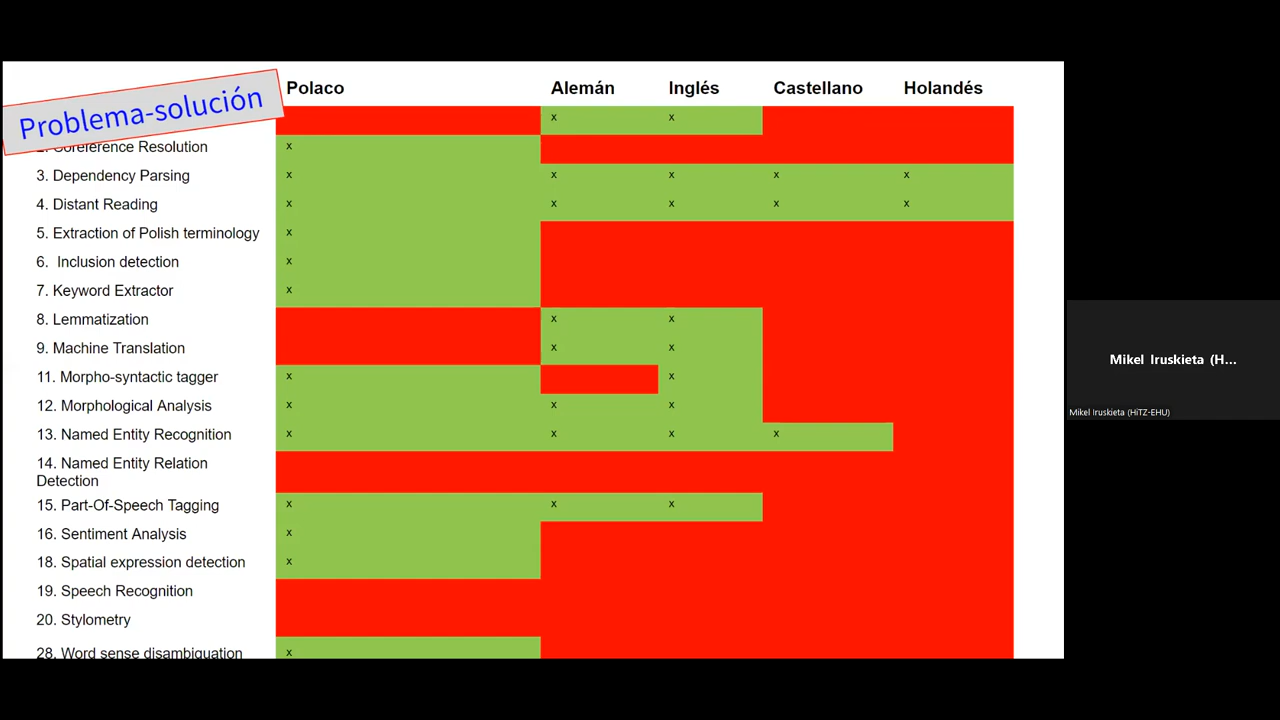 Polaco Alemán Inglés Castellano Holandés
Problema-solución
x x
2. Coreference Resolution x
3. Dependency Parsing x x x x x
4. Distant Reading x x x x x
5. Extraction of Polish terminology x
6. Inclusion detection x
7. Keyword Extractor x
8. Lemmatization x x
9. Machine Translation x x
11. Morpho-syntactic tagger x x
12. Morphological Analysis x x x
13. Named Entity Recognition x x x x
14. Named Entity Relation
Detection
15. Part-Of-Speech Tagging x x x
16. Sentiment Analysis x
18. Spatial expression detection x
19. Speech Recognition
20. Stylometry
28. Word sense disambiguation x
Mikel Iruskieta (H...
Mikel Iruskieta (HiTZ-EHU)